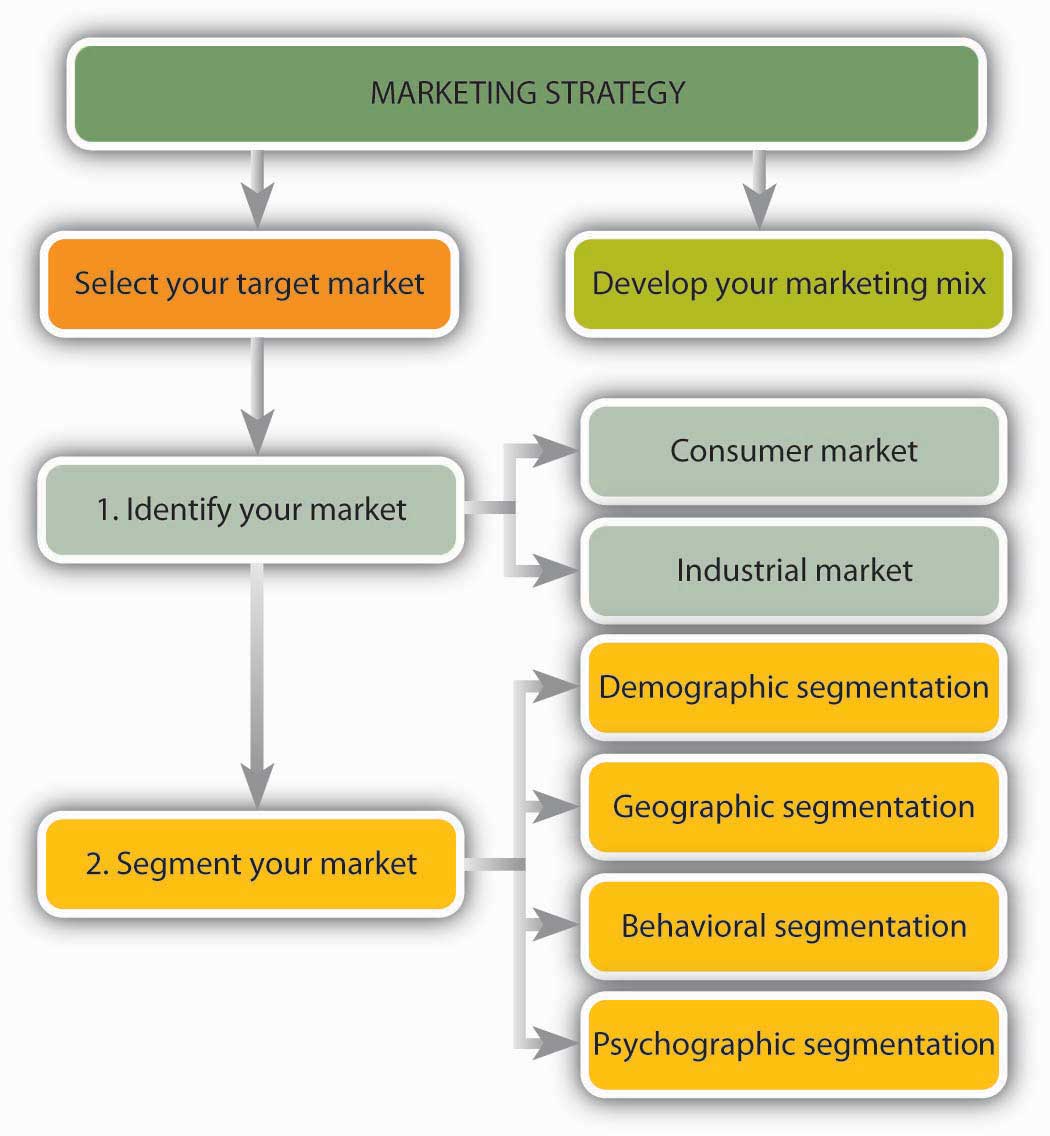 MARKETING STRATEGY
Select your target market
Develop your marketing mix
1. Identify your market
Consumer market
Industrial market
2. Segment your market
Demographic segmentation
Geographic segmentation
Behavioral segmentation
Psychographic segmentation